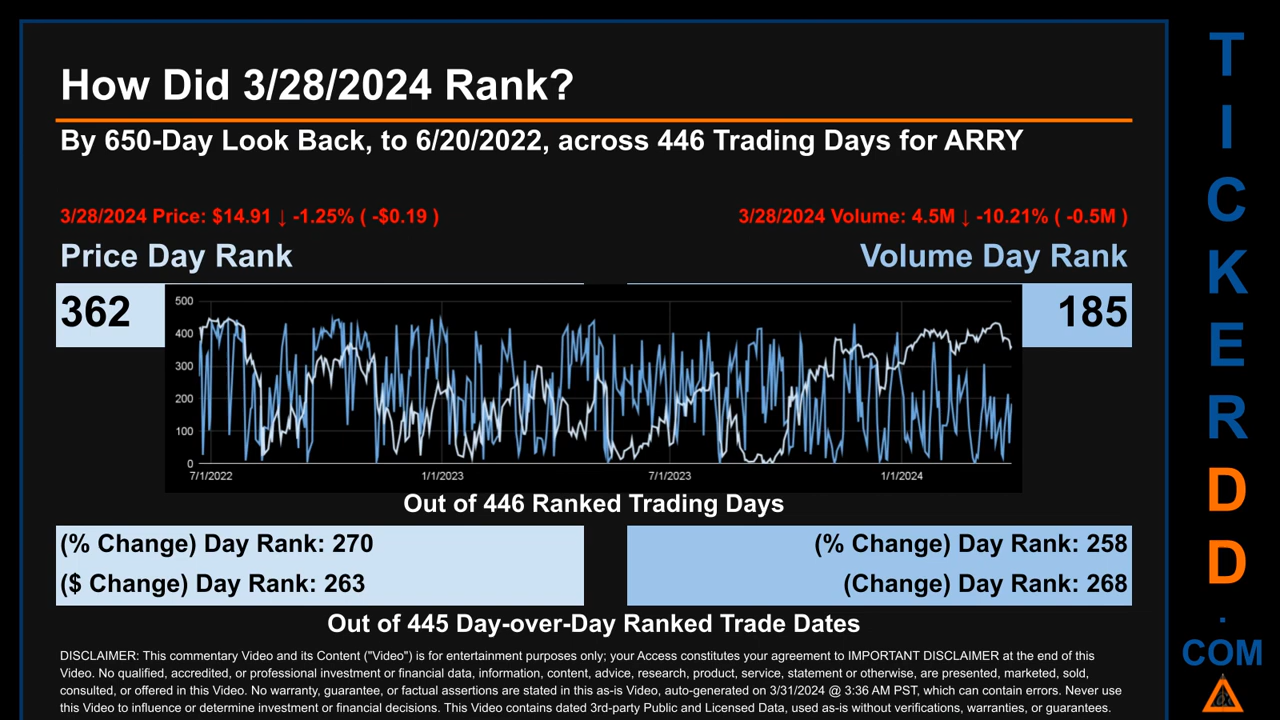 How Did 3/28/2024 Rank?
By 650-Day Look Back, to 6/20/2022, across 446 Trading Days for ARRY
3/28/2024 Price: $14.91 ↓ -1.25% ( -$0.19 )
3/28/2024 Volume: 4.5M ↓ -10.21% ( -0.5M )
Price Day Rank
Volume Day Rank
362
185
500
400
300
200
100
0
7/1/2022
1/1/2023
7/1/2023
1/1/2024
Out of 446 Ranked Trading Days
(% Change) Day Rank: 270
($ Change) Day Rank: 263
(% Change) Day Rank: 258
(Change) Day Rank: 268
Out of 445 Day-over-Day Ranked Trade Dates
DISCLAIMER: This commentary Video and its Content ("Video") is for entertainment purposes only; your Access constitutes your agreement to IMPORTANT DISCLAIMER at the end of this
Video. No qualified, accredited, or professional investment or financial data, information, content, advice, research, product, service, statement or otherwise, are presented, marketed, sold,
consulted, or offered in this Video. No warranty, guarantee, or factual assertions are stated in this as-is Video, auto-generated on 3/31/2024 @ 3:36 AM PST, which can contain errors. Never use
this Video to influence or determine investment or financial decisions. This Video contains dated 3rd-party Public and Licensed Data, used as-is without verifications, warranties, or guarantees.
T
I
C
K
E
R
D
D
.
COM